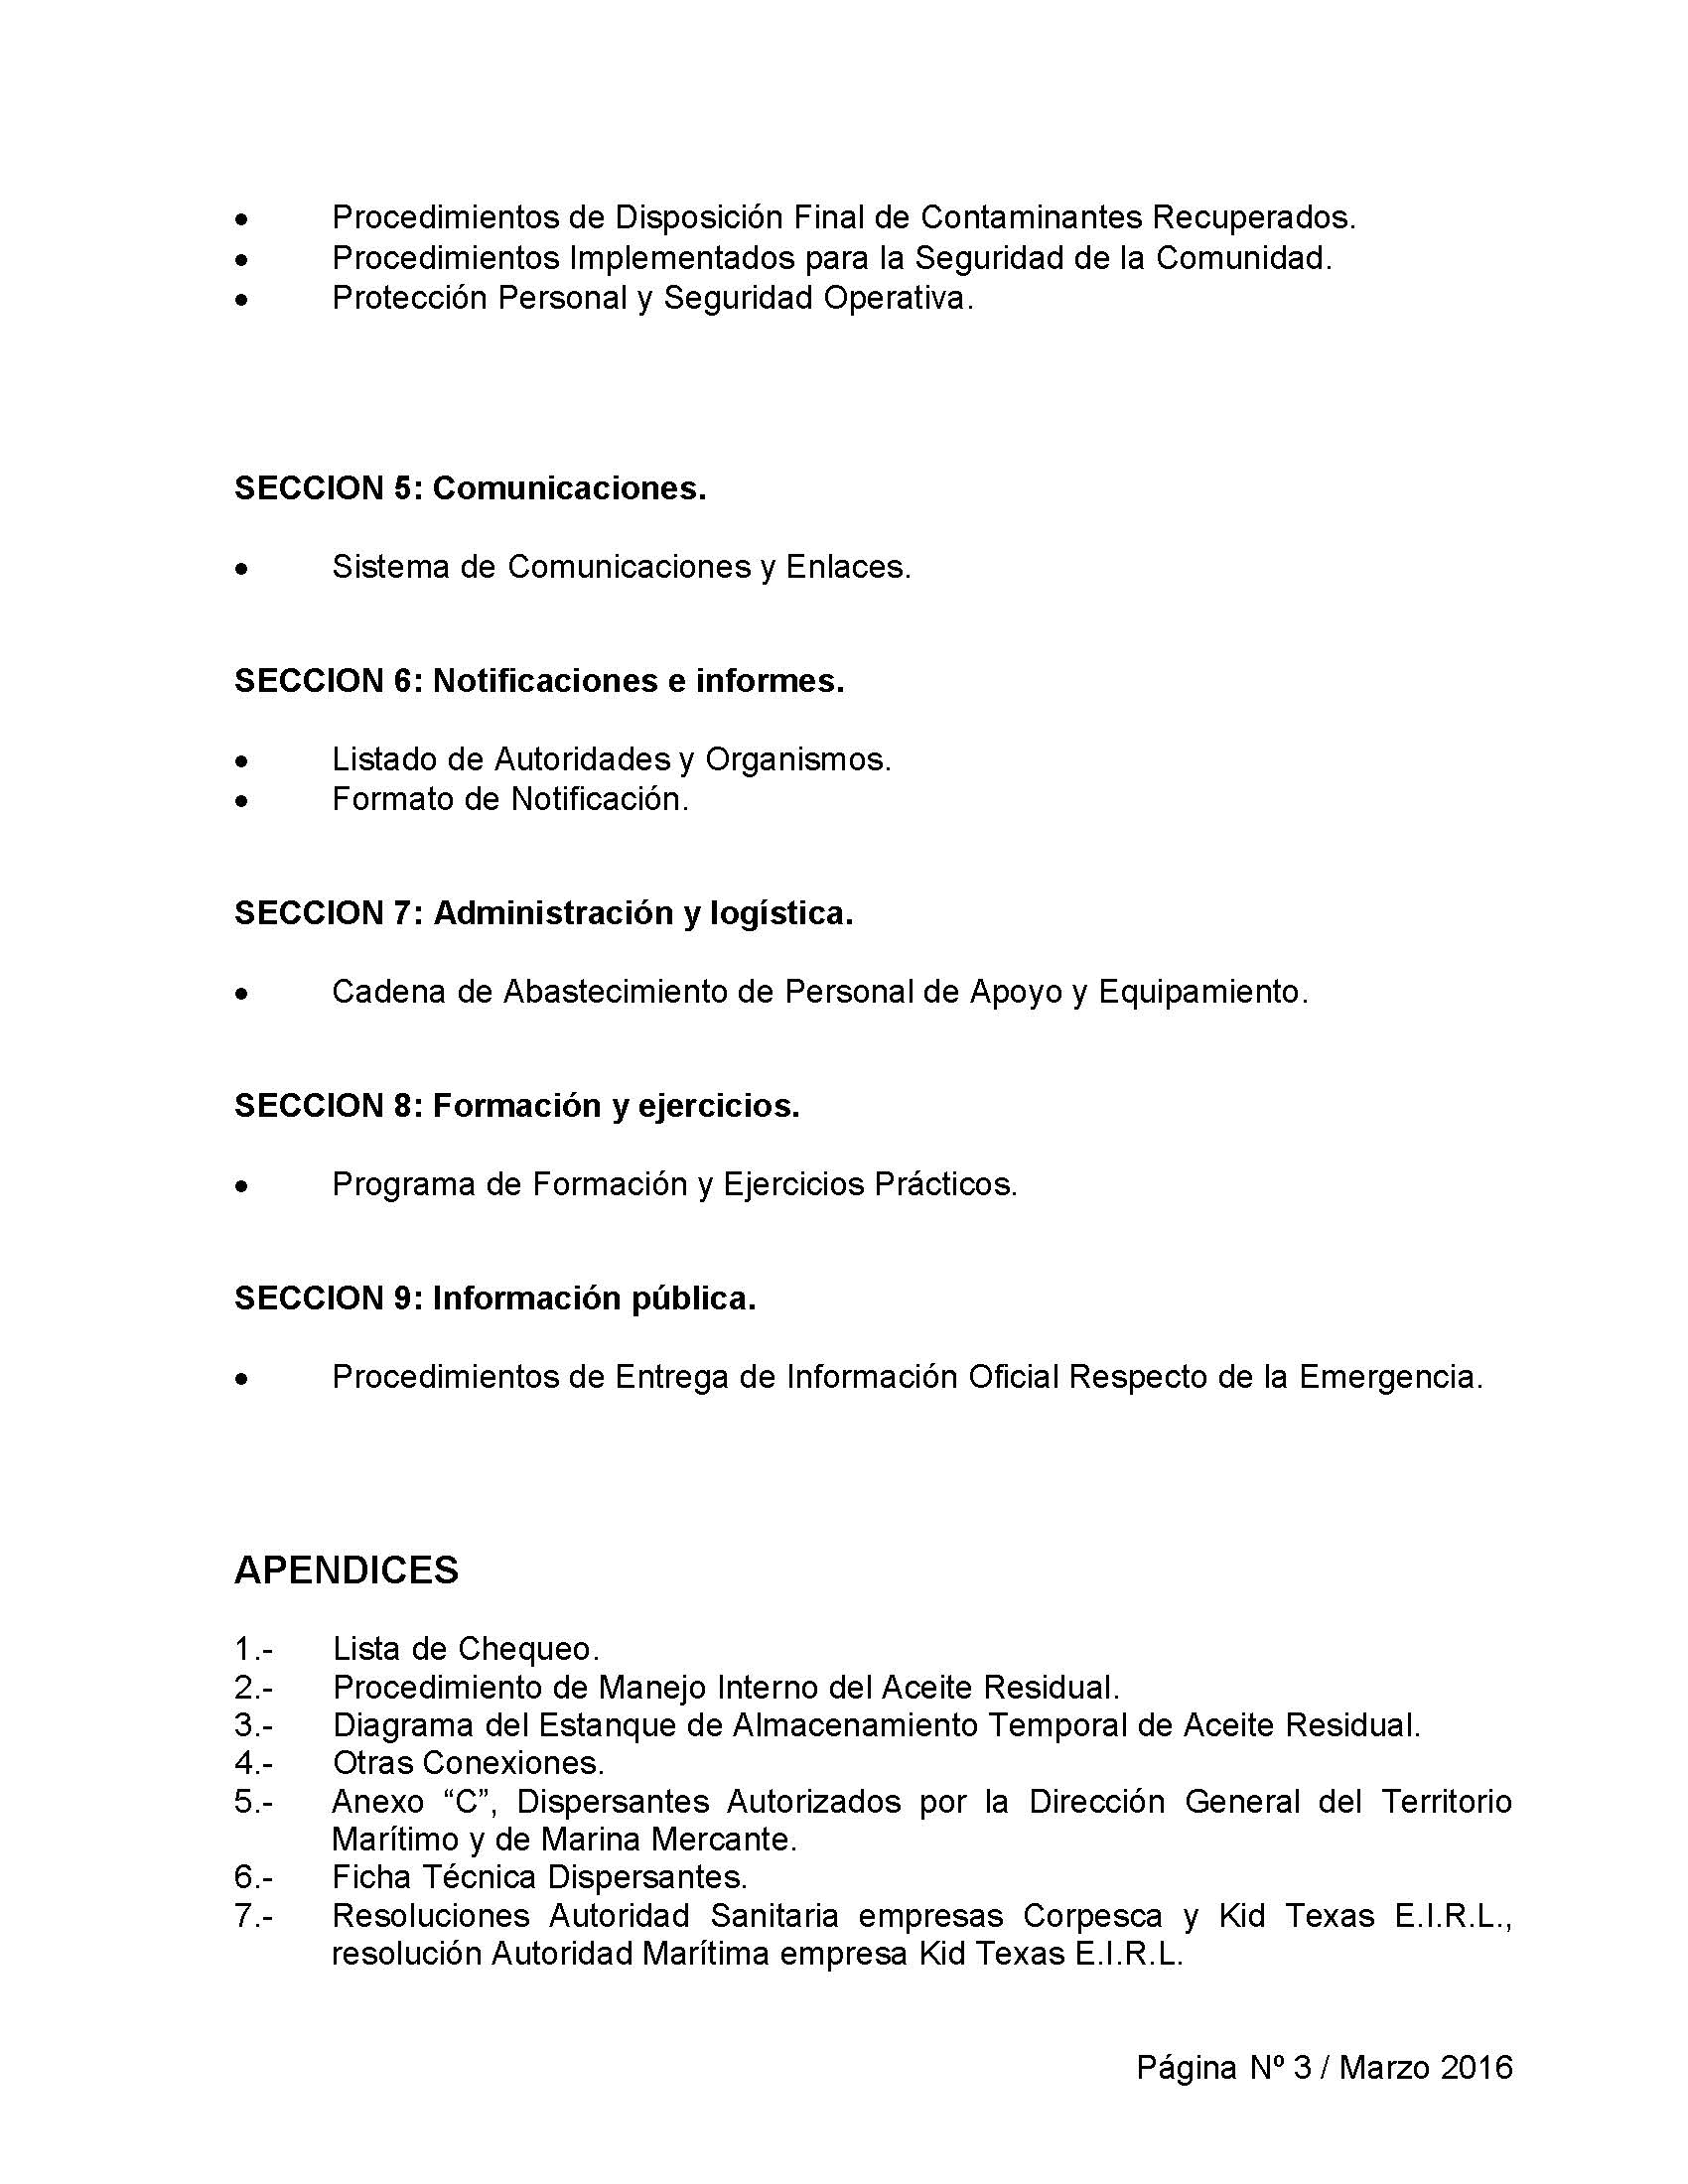 • Procedimientos de Disposición Final de Contaminantes Recuperados.
• Procedimientos Implementados para la Seguridad de la Comunidad.
• Protección Personal y Seguridad Operativa.
SECCION 5: Comunicaciones.
• Sistema de Comunicaciones y Enlaces.
SECCION 6: Notificaciones e informes.
• Listado de Autoridades y Organismos.
• Formato de Notificación.
SECCION 7: Administración y logística.
• Cadena de Abastecimiento de Personal de Apoyo y Equipamiento.
SECCION 8: Formación y ejercicios.
• Programa de Formación y Ejercicios Prácticos.
SECCION 9: Información pública.
• Procedimientos de Entrega de Información Oficial Respecto de la Emergencia.
APENDICES
1.- Lista de Chequeo.
2.- Procedimiento de Manejo Interno del Aceite Residual.
3.- Diagrama del Estanque de Almacenamiento Temporal de Aceite Residual.
4.- Otras Conexiones.
5.- Anexo “C”, Dispersantes Autorizados por la Dirección General del Territorio
Marítimo y de Marina Mercante.
6.- Ficha Técnica Dispersantes.
7.- Resoluciones Autoridad Sanitaria empresas Corpesca y Kid Texas E.I.R.L.,
resolución Autoridad Marítima empresa Kid Texas E.I.R.L.
Página Nº 3 / Marzo 2016